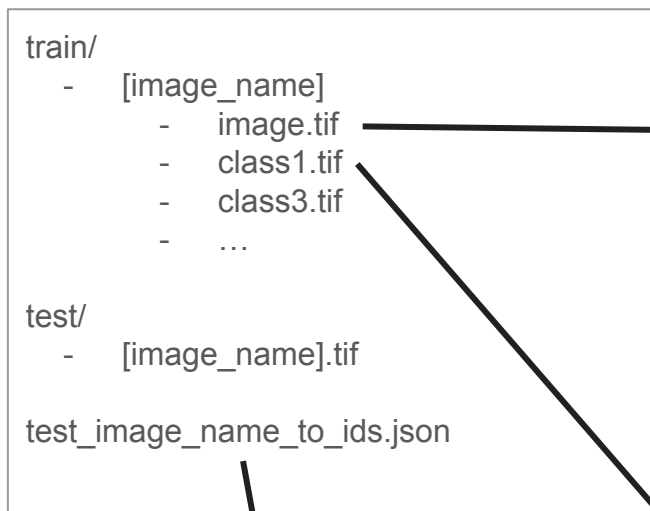 train/
- [image_name]
- image.tif
- class1.tif
- class3.tif
- …
test/
- [image_name].tif
test_image_name_to_ids.json